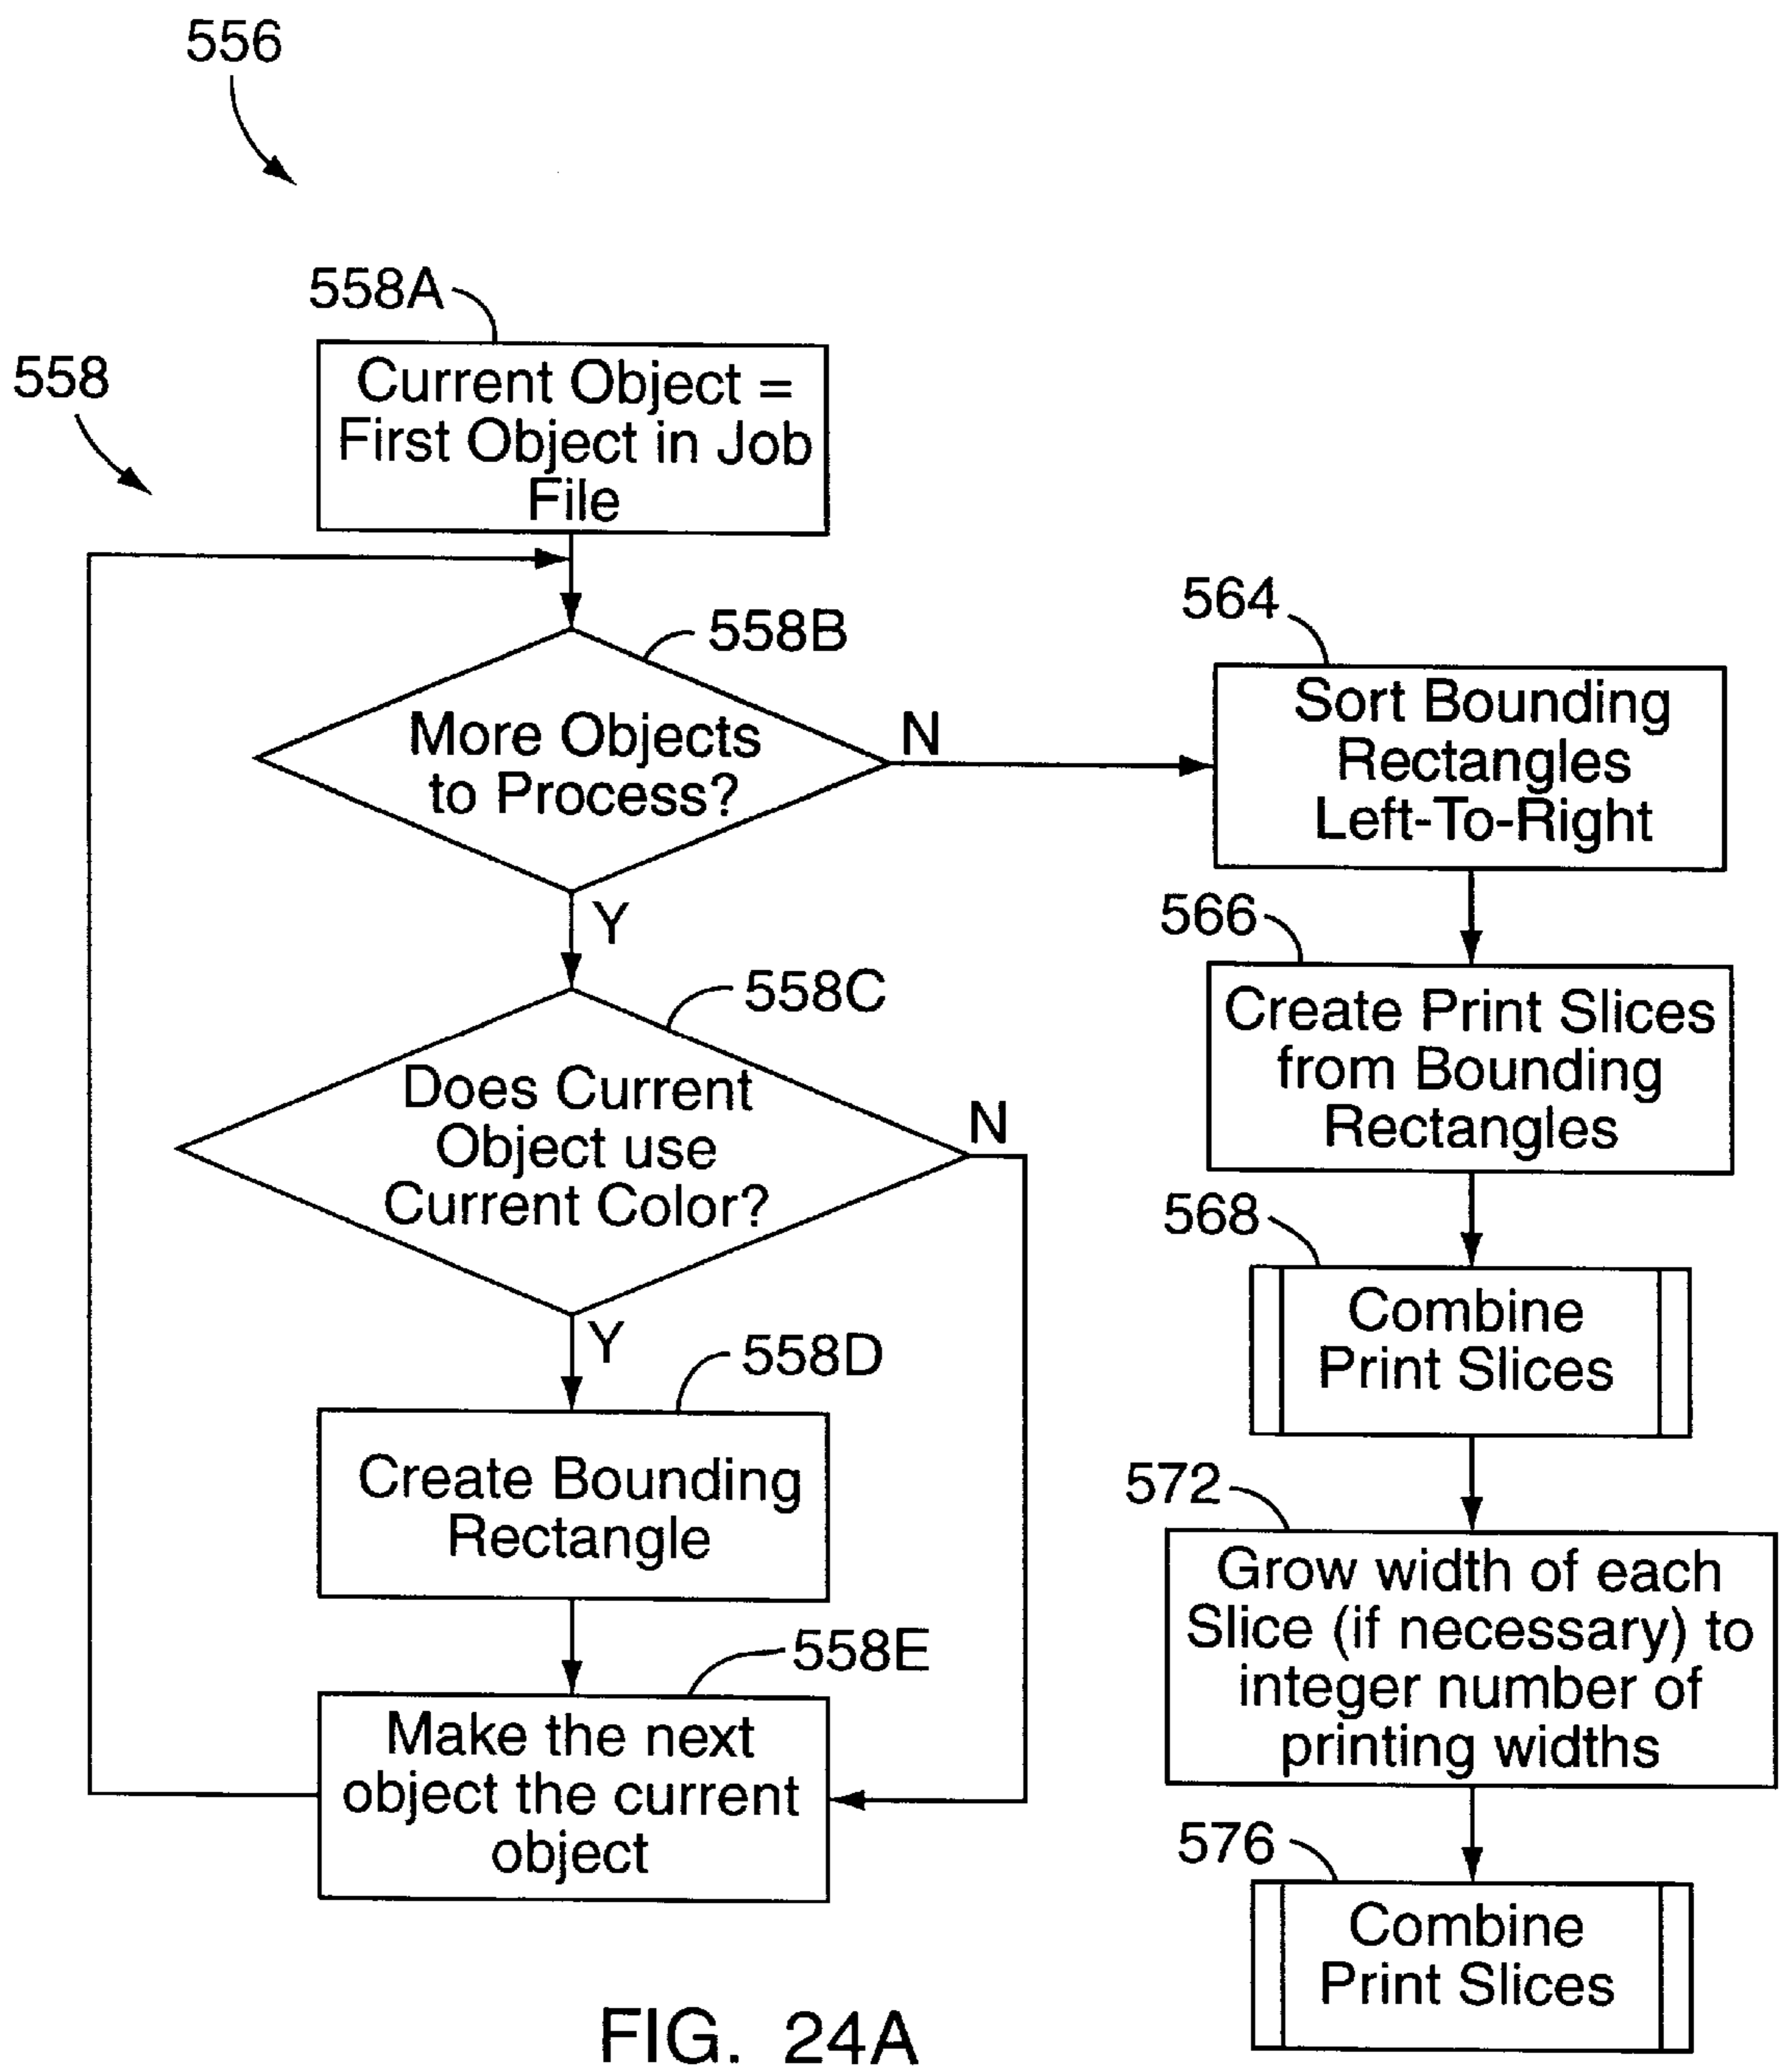 556
558A
558
Current Object =
First Object in Job
File
558B
More Objects
to Process?
N
Y
558C
Does Current
Object use
Current Color?
N
Y
558D
Create Bounding
Rectangle
558E
Make the next
object the current
object
564
Sort Bounding
Rectangles
Left-To-Right
566
Create Print Slices
from Bounding
Rectangles
568
Combine
Print Slices
572
Grow width of each
Slice (if necessary) to
integer number of
printing widths
576
Combine
Print Slices
FIG. 24A